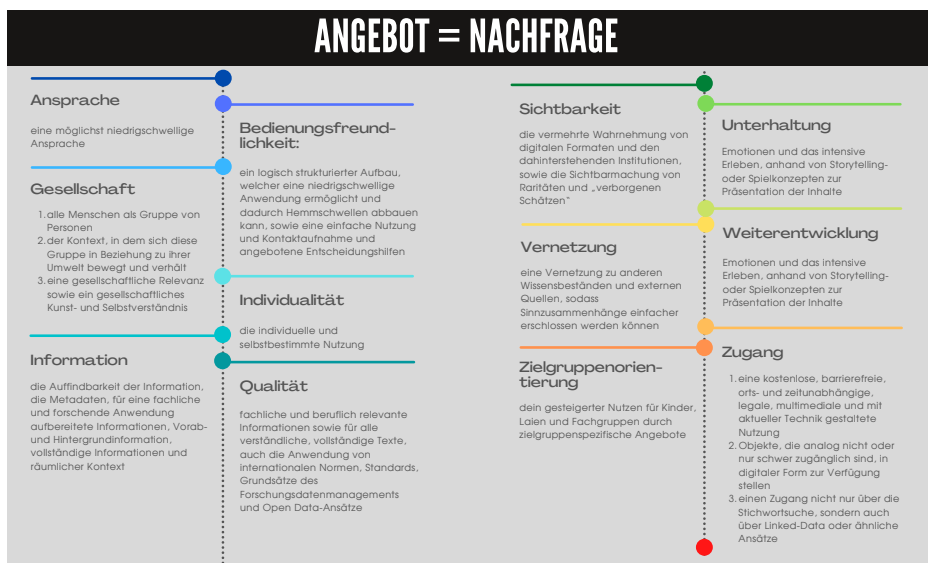 ANGEBOT = NACHFRAGE
Ansprache
eine möglichst niedrigschwellige
Ansprache
Bedienungsfreund-
lichkeit:
ein logisch strukturierter Aufbau,
welcher eine niedrigschwellige
Anwendung ermöglicht und
dadurch Hemmschwellen abbauen
kann, sowie eine einfache Nutzung
und Kontaktaufnahme und
angebotene Entscheidungshilfen
Gesellschaft
1. alle Menschen als Gruppe von
Personen
2. der Kontext, in dem sich diese
Gruppe in Beziehung zu ihrer
Umwelt bewegt und verhält
3. eine gesellschaftliche Relevanz
sowie ein gesellschaftliches
Kunst- und Selbstverständnis
Individualität
die individuelle und
selbstbestimmte Nutzung
Information
die Auffindbarkeit der Information,
die Metadaten, für eine fachliche
und forschende Anwendung
aufbereitete Informationen, Vorab-
und Hintergrundinformation,
vollständige Informationen und
räumlicher Kontext
Qualität
fachliche und beruflich relevante
Informationen sowie für alle
verständliche, vollständige Texte,
auch die Anwendung von
internationalen Normen, Standards,
Grundsätze des
Forschungsdatenmanagements
und Open Data-Ansätze
Sichtbarkeit
die vermehrte Wahrnehmung von
digitalen Formaten und den
dahinterstehenden Institutionen,
sowie die Sichtbarmachung von
Raritäten und „verborgenen
Schätzen“
Unterhaltung
Emotionen und das intensive
Erleben, anhand von Storytelling-
oder Spielkonzepten zur
Präsentation der Inhalte
Vernetzung
eine Vernetzung zu anderen
Wissensbeständen und externen
Quellen, sodass
Sinnzusammenhänge einfacher
erschlossen werden können
Weiterentwicklung
Emotionen und das intensive
Erleben, anhand von Storytelling-
oder Spielkonzepten zur
Präsentation der Inhalte
Zielgruppenorien-
tierung
dein gesteigerter Nutzen für Kinder,
Laien und Fachgruppen durch
zielgruppenspezifische Angebote
Zugang
1. eine kostenlose, barrierefreie,
orts- und zeitunabhängige,
legale, multimediale und mit
aktueller Technik gestaltete
Nutzung
2. Objekte, die analog nicht oder
nur schwer zugänglich sind, in
digitaler Form zur Verfügung
stellen
3. einen Zugang nicht nur über die
Stichwortsuche, sondern auch
über Linked-Data oder ähnliche
Ansätze